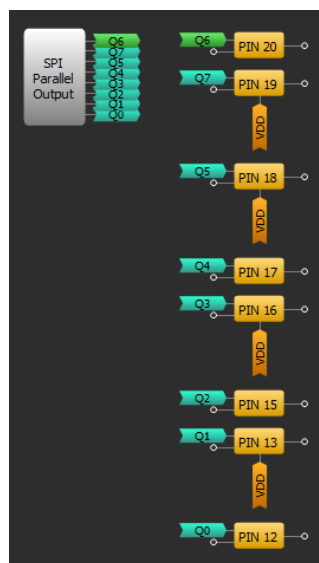 SPI
Parallel
Output
Q6
Q7
Q5
Q4
Q3
Q2
Q1
Q0
Q6 PIN 20
Q7 PIN 19
VDD
Q5 PIN 18
VDD
Q4 PIN 17
Q3 PIN 16
VDD
Q2 PIN 15
Q1 PIN 13
VDD
Q0 PIN 12